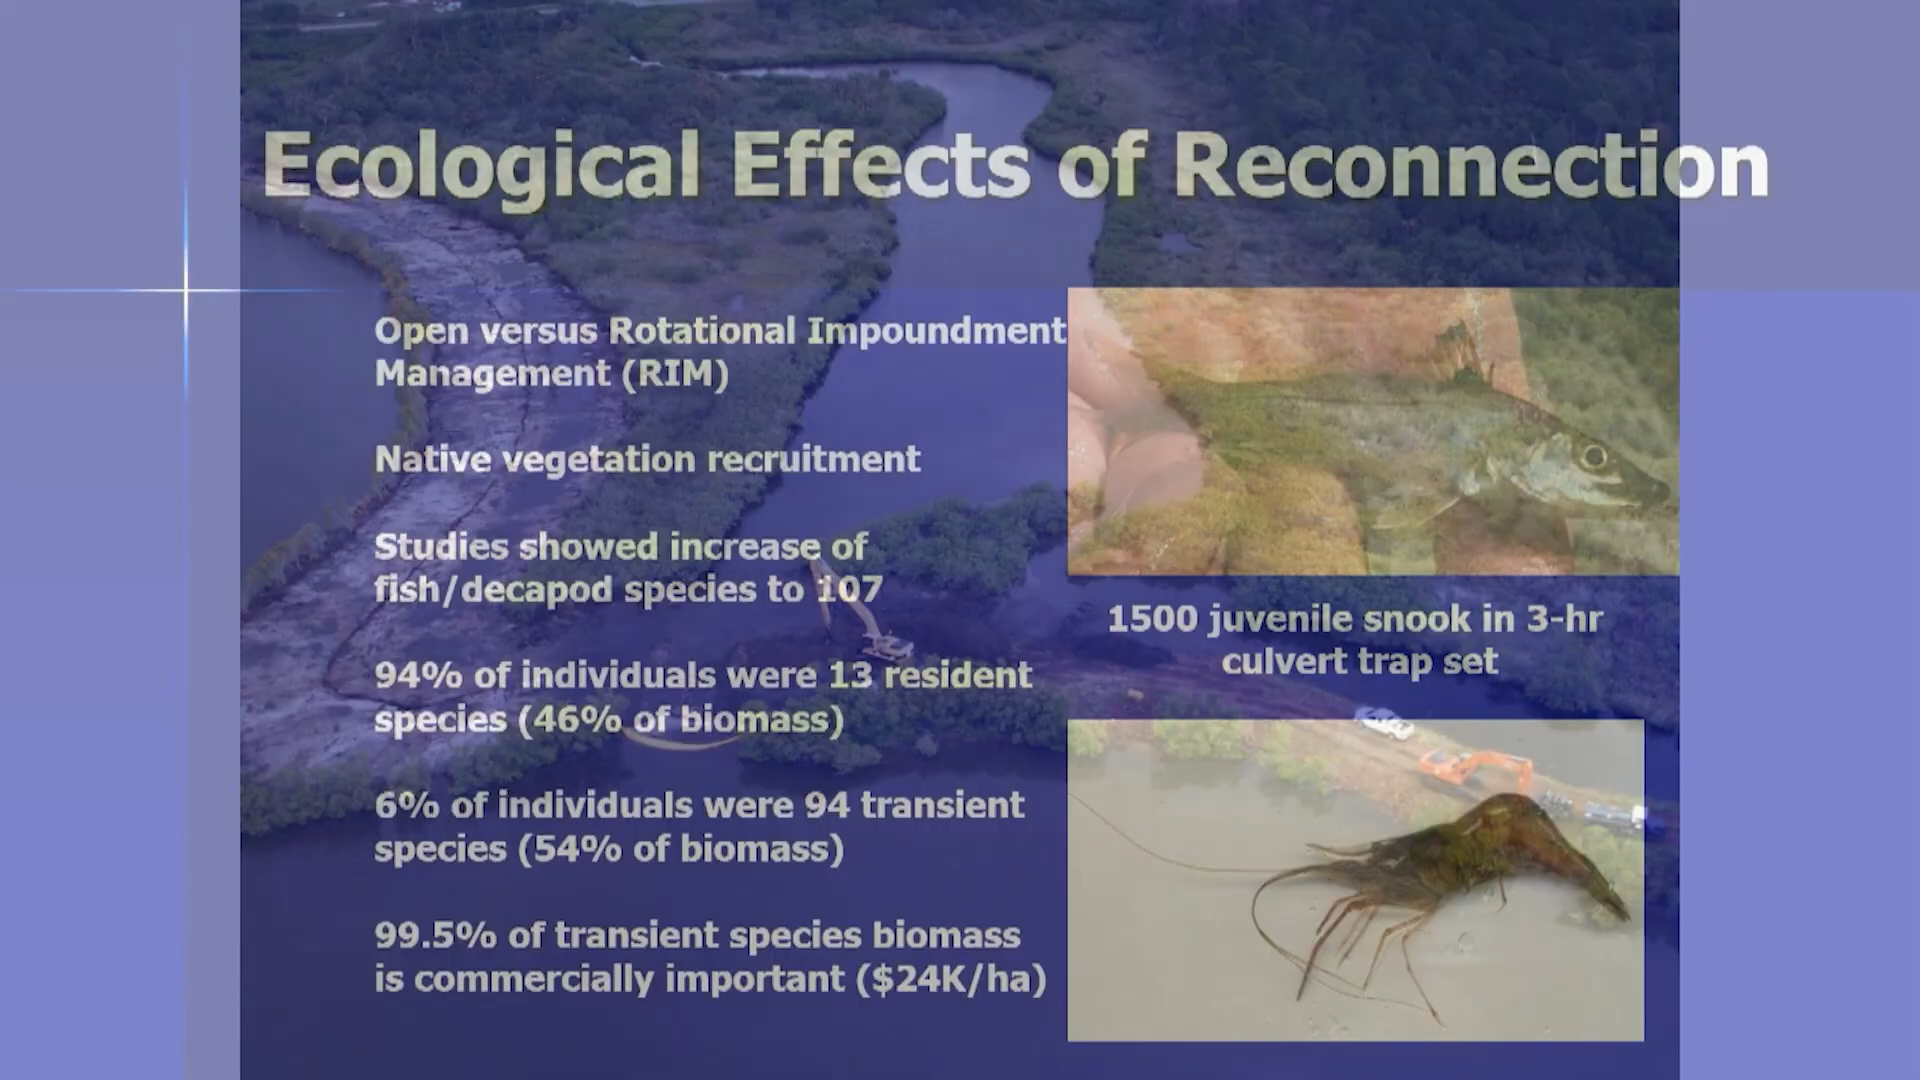 Ecological Effects of Reconnection
Open versus Rotational Impoundment
Management (RIM)
Native vegetation recruitment
Studies showed increase of
fish/decapod species to 107
94% of individuals were 13 resident
species (46% of biomass)
6% of individuals were 94 transient
species (54% of biomass)
99.5% of transient species biomass
is commercially important ($24K/ha)
1500 juvenile snook in 3-hr
culvert trap set